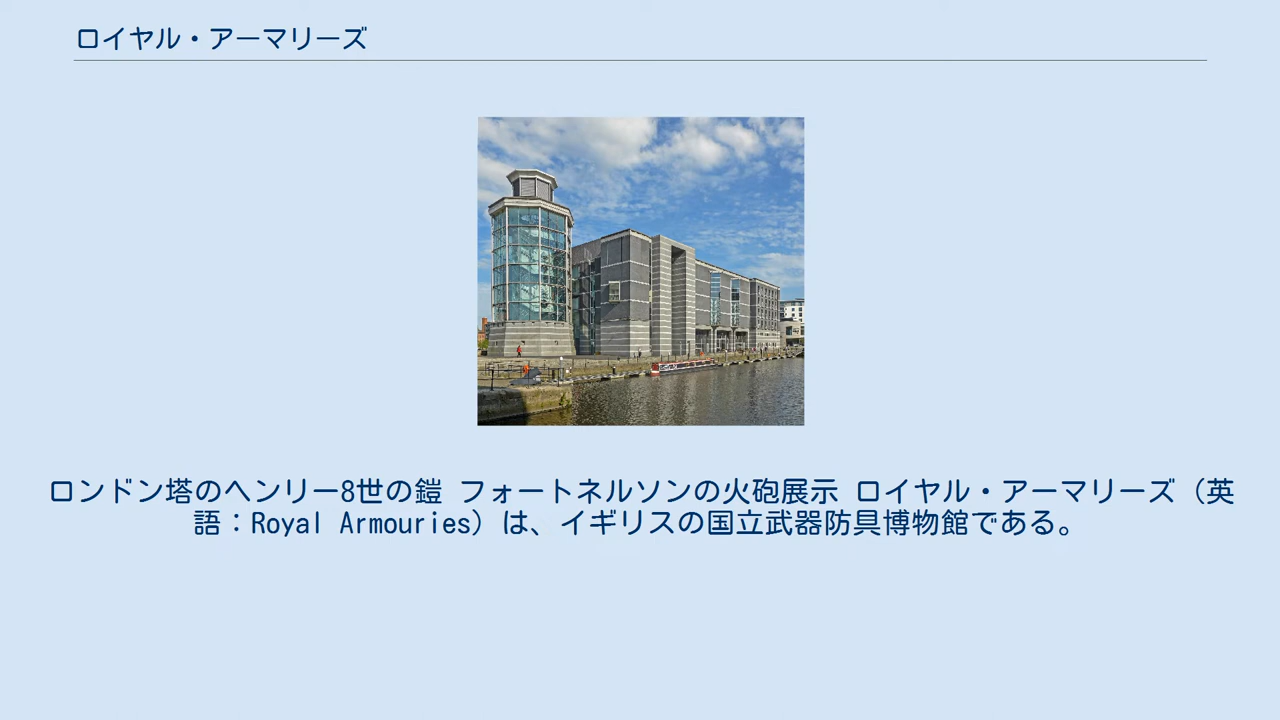 ロイヤル・アーマリーズ
ロンドン塔のヘンリー8世の鎧 フォートネルソンの火砲展示 ロイヤル・アーマリーズ（英
語：Royal Armouries）は、イギリスの国立武器防具博物館である。